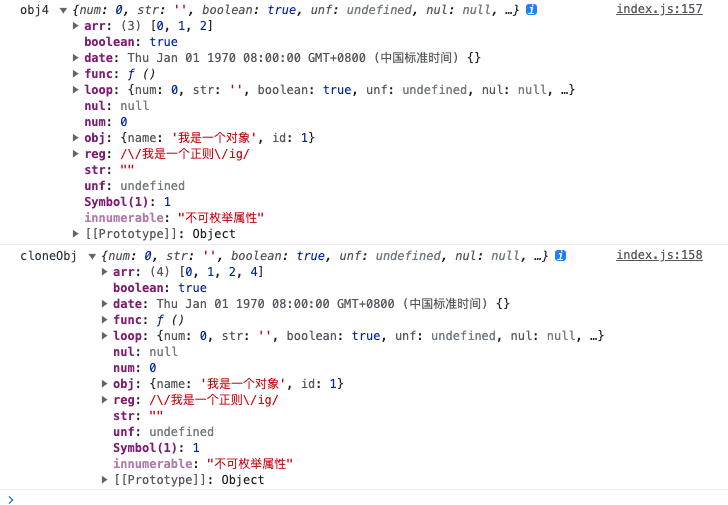 obj4 ▼ {num: 0, str: '', boolean: true, unf: undefined, nul: null, …} i index.js:157
▶ arr: (3) [0, 1, 2]
boolean: true
▶ date: Thu Jan 01 1970 08:00:00 GMT+0800 (中国标准时间) {}
▶ func: ƒ ()
▶ loop: {num: 0, str: '', boolean: true, unf: undefined, nul: null, …}
nul: null
num: 0
▶ obj: {name: '我是一个对象', id: 1}
▶ reg: /\/我是一个正则\/ig/
str: ""
unf: undefined
Symbol(1): 1
innumerable: "不可枚举属性"
▶ [[Prototype]]: Object
cloneObj ▼ {num: 0, str: '', boolean: true, unf: undefined, nul: null, …} i index.js:158
▶ arr: (4) [0, 1, 2, 4]
boolean: true
▶ date: Thu Jan 01 1970 08:00:00 GMT+0800 (中国标准时间) {}
▶ func: ƒ ()
▶ loop: {num: 0, str: '', boolean: true, unf: undefined, nul: null, …}
nul: null
num: 0
▶ obj: {name: '我是一个对象', id: 1}
▶ reg: /\/我是一个正则\/ig/
str: ""
unf: undefined
Symbol(1): 1
innumerable: "不可枚举属性"
▶ [[Prototype]]: Object
>